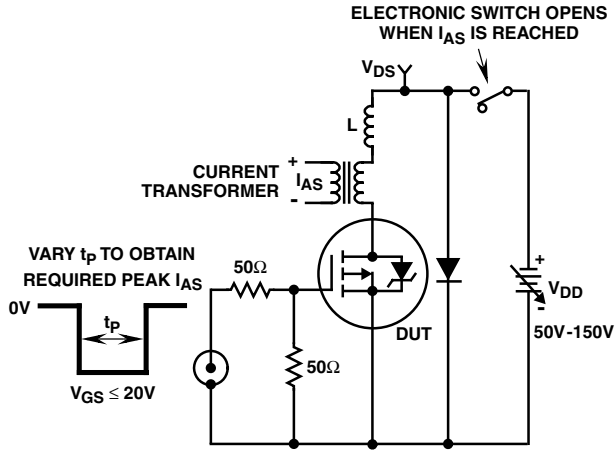 ELECTRONIC SWITCH OPENS
WHEN IAS IS REACHED
VDS
L
+
CURRENT
TRANSFORMER
IAS
-
VARY tP TO OBTAIN
REQUIRED PEAK IAS
50Ω
0V
tP
+
VDD
-
DUT
50V-150V
50Ω
VGS ≤ 20V